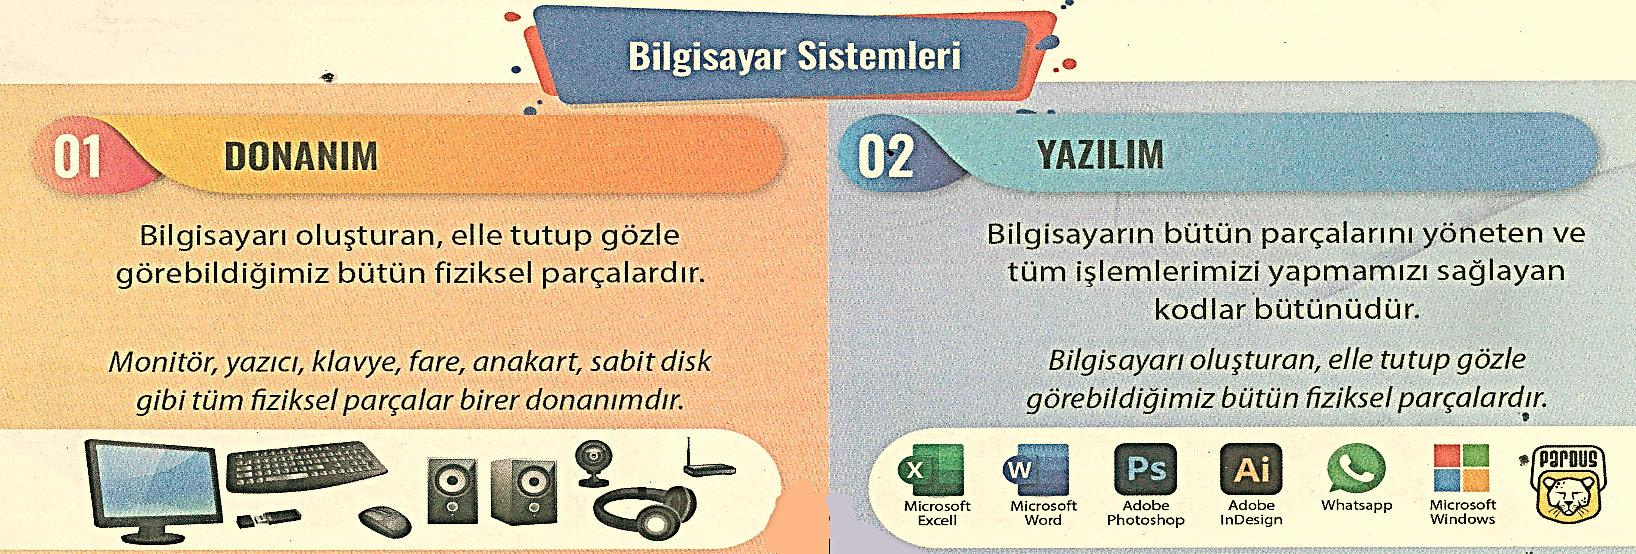 Bilgisayar Sistemleri
01
DONANIM
Bilgisayarı oluşturan, elle tutup gözle
görebildiğimiz bütün fiziksel parçalardır.
Monitör, yazıcı, klavye, fare, anakart, sabit disk
gibi tüm fiziksel parçalar birer donanımdır.
02
YAZILIM
Bilgisayarın bütün parçalarını yöneten ve
tüm işlemlerimizi yapmamızı sağlayan
kodlar bütünüdür.
Bilgisayarı oluşturan, elle tutup gözle
görebildiğimiz bütün fiziksel parçalardır.
X
Microsoft
Excell
W
Microsoft
Word
Ps
Adobe
Photoshop
Ai
Adobe
InDesign
Whatsapp
Microsoft
Windows
pardus